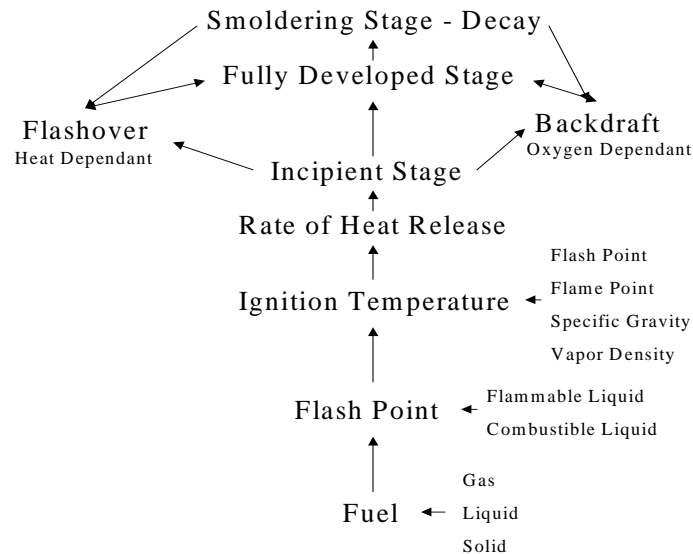 Smoldering Stage - Decay
Fully Developed Stage
Flashover
Heat Dependant
Backdraft
Oxygen Dependant
Incipient Stage
Rate of Heat Release
Ignition Temperature
Flash Point
Flame Point
Specific Gravity
Vapor Density
Flash Point
Flammable Liquid
Combustible Liquid
Fuel
Gas
Liquid
Solid